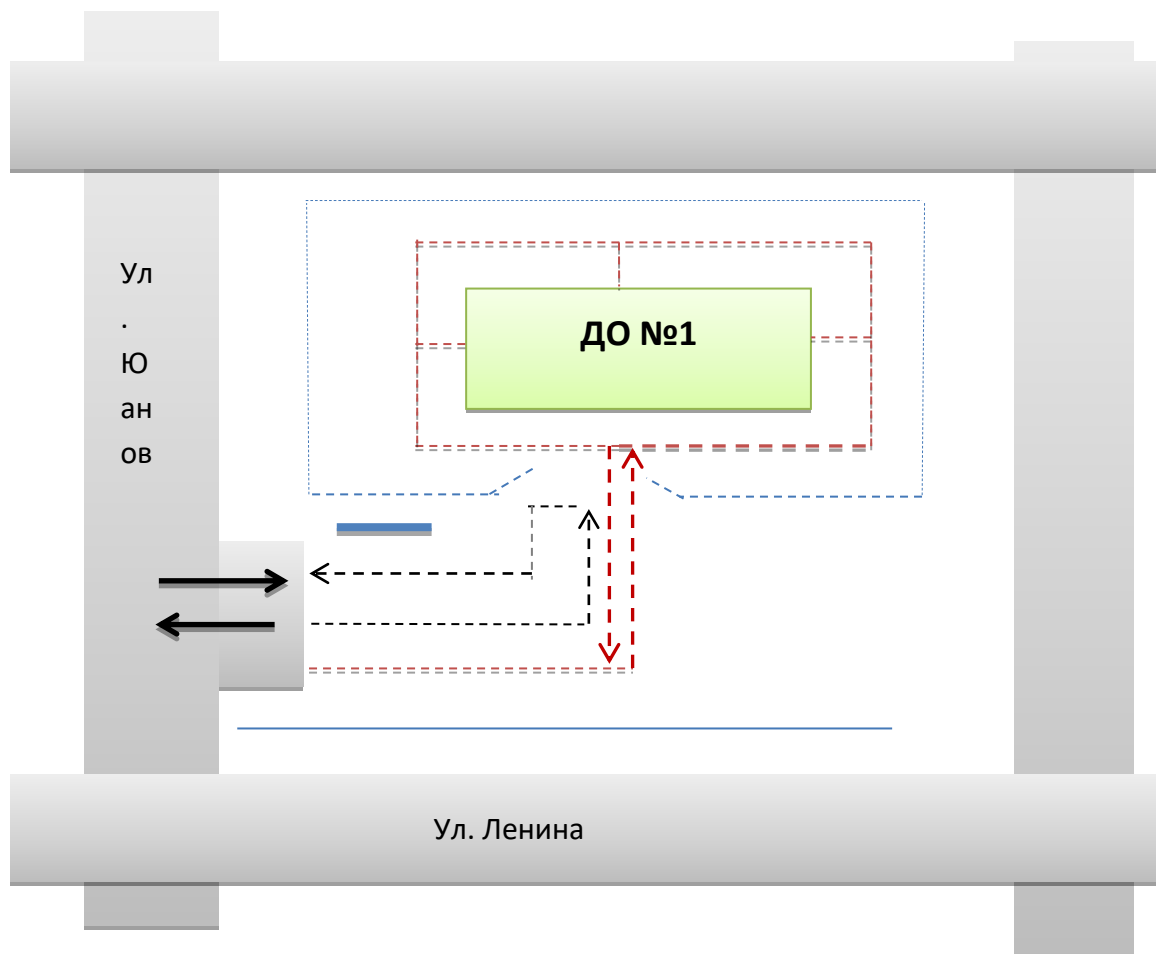 ДО №1
Ул
.
Ю
ан
ов
Ул. Ленина